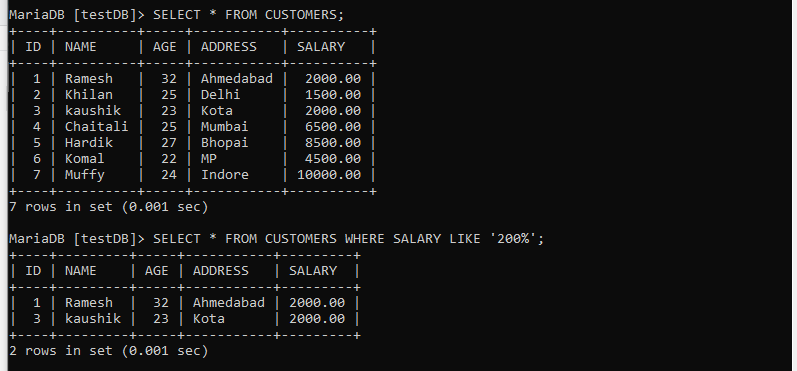 MariaDB [testDB]> SELECT * FROM CUSTOMERS;
+----+----------+-----+-----------+----------+
| ID | NAME     | AGE | ADDRESS   | SALARY   |
+----+----------+-----+-----------+----------+
|  1 | Ramesh   |  32 | Ahmedabad |  2000.00 |
|  2 | Khilan   |  25 | Delhi     |  1500.00 |
|  3 | kaushik  |  23 | Kota      |  2000.00 |
|  4 | Chaitali |  25 | Mumbai    |  6500.00 |
|  5 | Hardik   |  27 | Bhopai    |  8500.00 |
|  6 | Komal    |  22 | MP        |  4500.00 |
|  7 | Muffy    |  24 | Indore    | 10000.00 |
+----+----------+-----+-----------+----------+
7 rows in set (0.001 sec)
MariaDB [testDB]> SELECT * FROM CUSTOMERS WHERE SALARY LIKE '200%';
+----+---------+-----+-----------+---------+
| ID | NAME    | AGE | ADDRESS   | SALARY  |
+----+---------+-----+-----------+---------+
|  1 | Ramesh  |  32 | Ahmedabad | 2000.00 |
|  3 | kaushik |  23 | Kota      | 2000.00 |
+----+---------+-----+-----------+---------+
2 rows in set (0.001 sec)